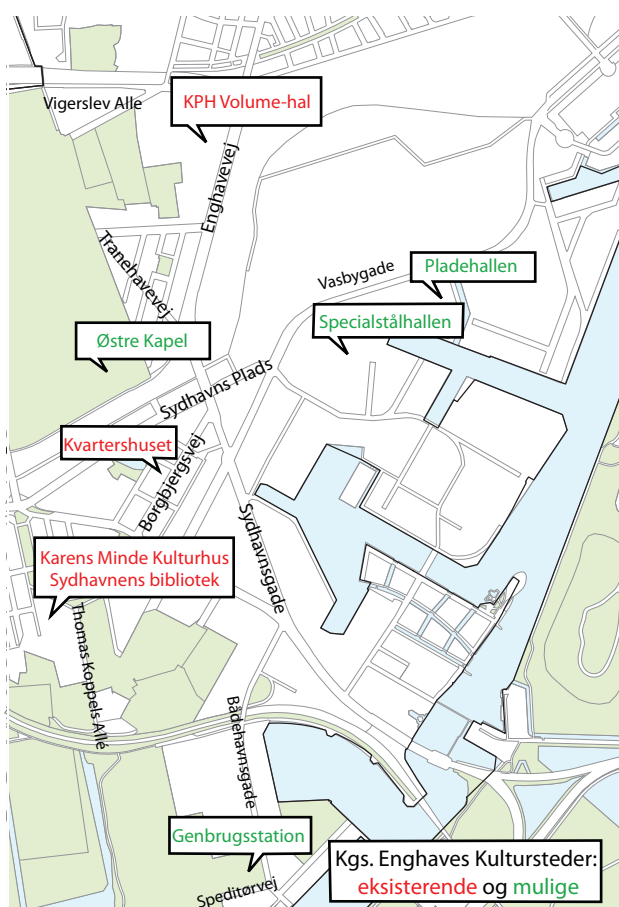 Vigerslev Alle
KPH Volume-hal
Enghavevej
Tranehavevej
Vasbygade
Pladehallen
Specialstålhallen
Østre Kapel
Sydhavns Plads
Kvartershuset
Borgbjergsvej
Sydhavnsgade
Karens Minde Kulturhus
Sydhavnens bibliotek
Thomas Koppels Allé
Bådehavnsgade
Genbrugsstation
Speditørvej
Kgs. Enghaves Kultursteder:
eksisterende og mulige